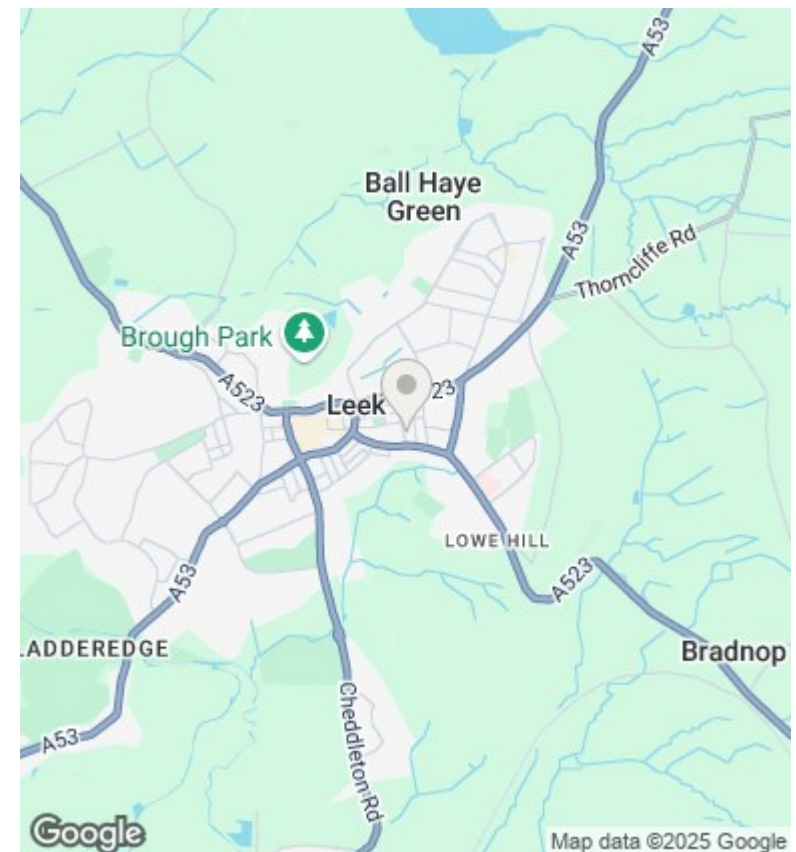 A53
Ball Haye
Green
A53
Thorncliffe Rd
Brough Park
A523
23
Leek
LOWE HILL
A523
A53
LADDEREDGE
Bradnop
Cheddleton Rd
A53
Google
Map data ©2025 Google